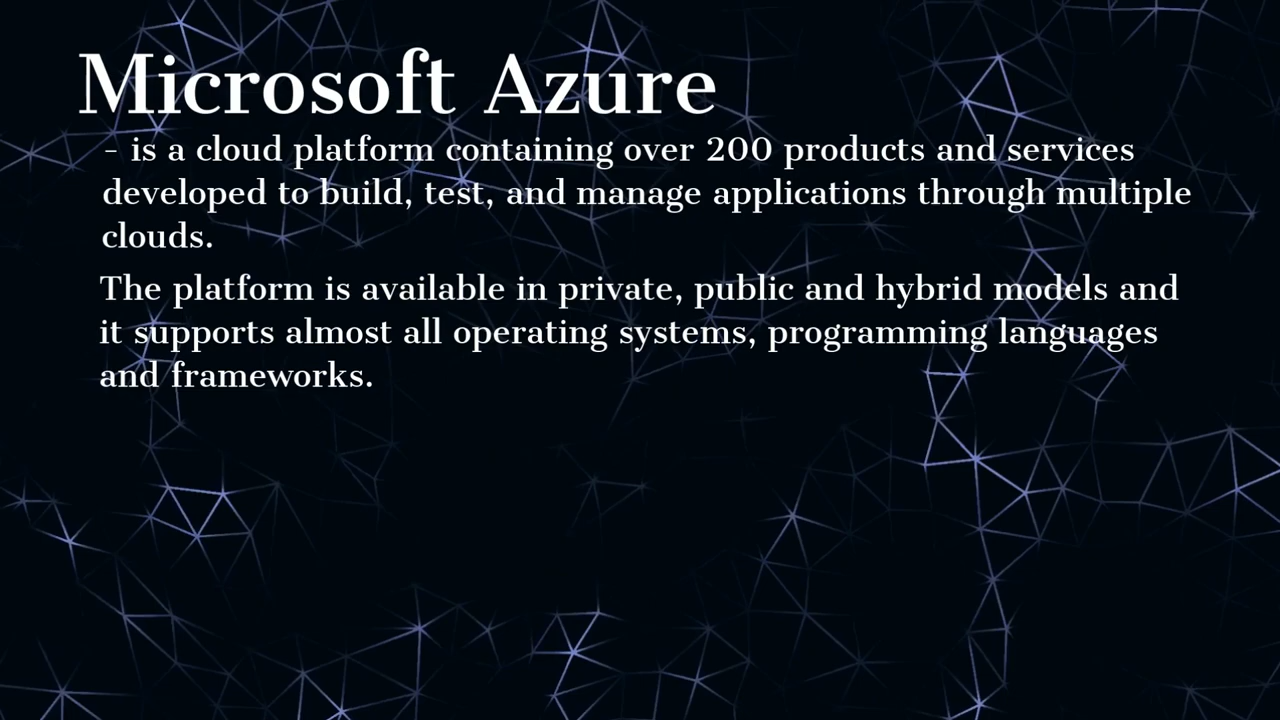 Microsoft Azure
- is a cloud platform containing over 200 products and services
developed to build, test, and manage applications through multiple
clouds.
The platform is available in private, public and hybrid models and
it supports almost all operating systems, programming languages
and frameworks.